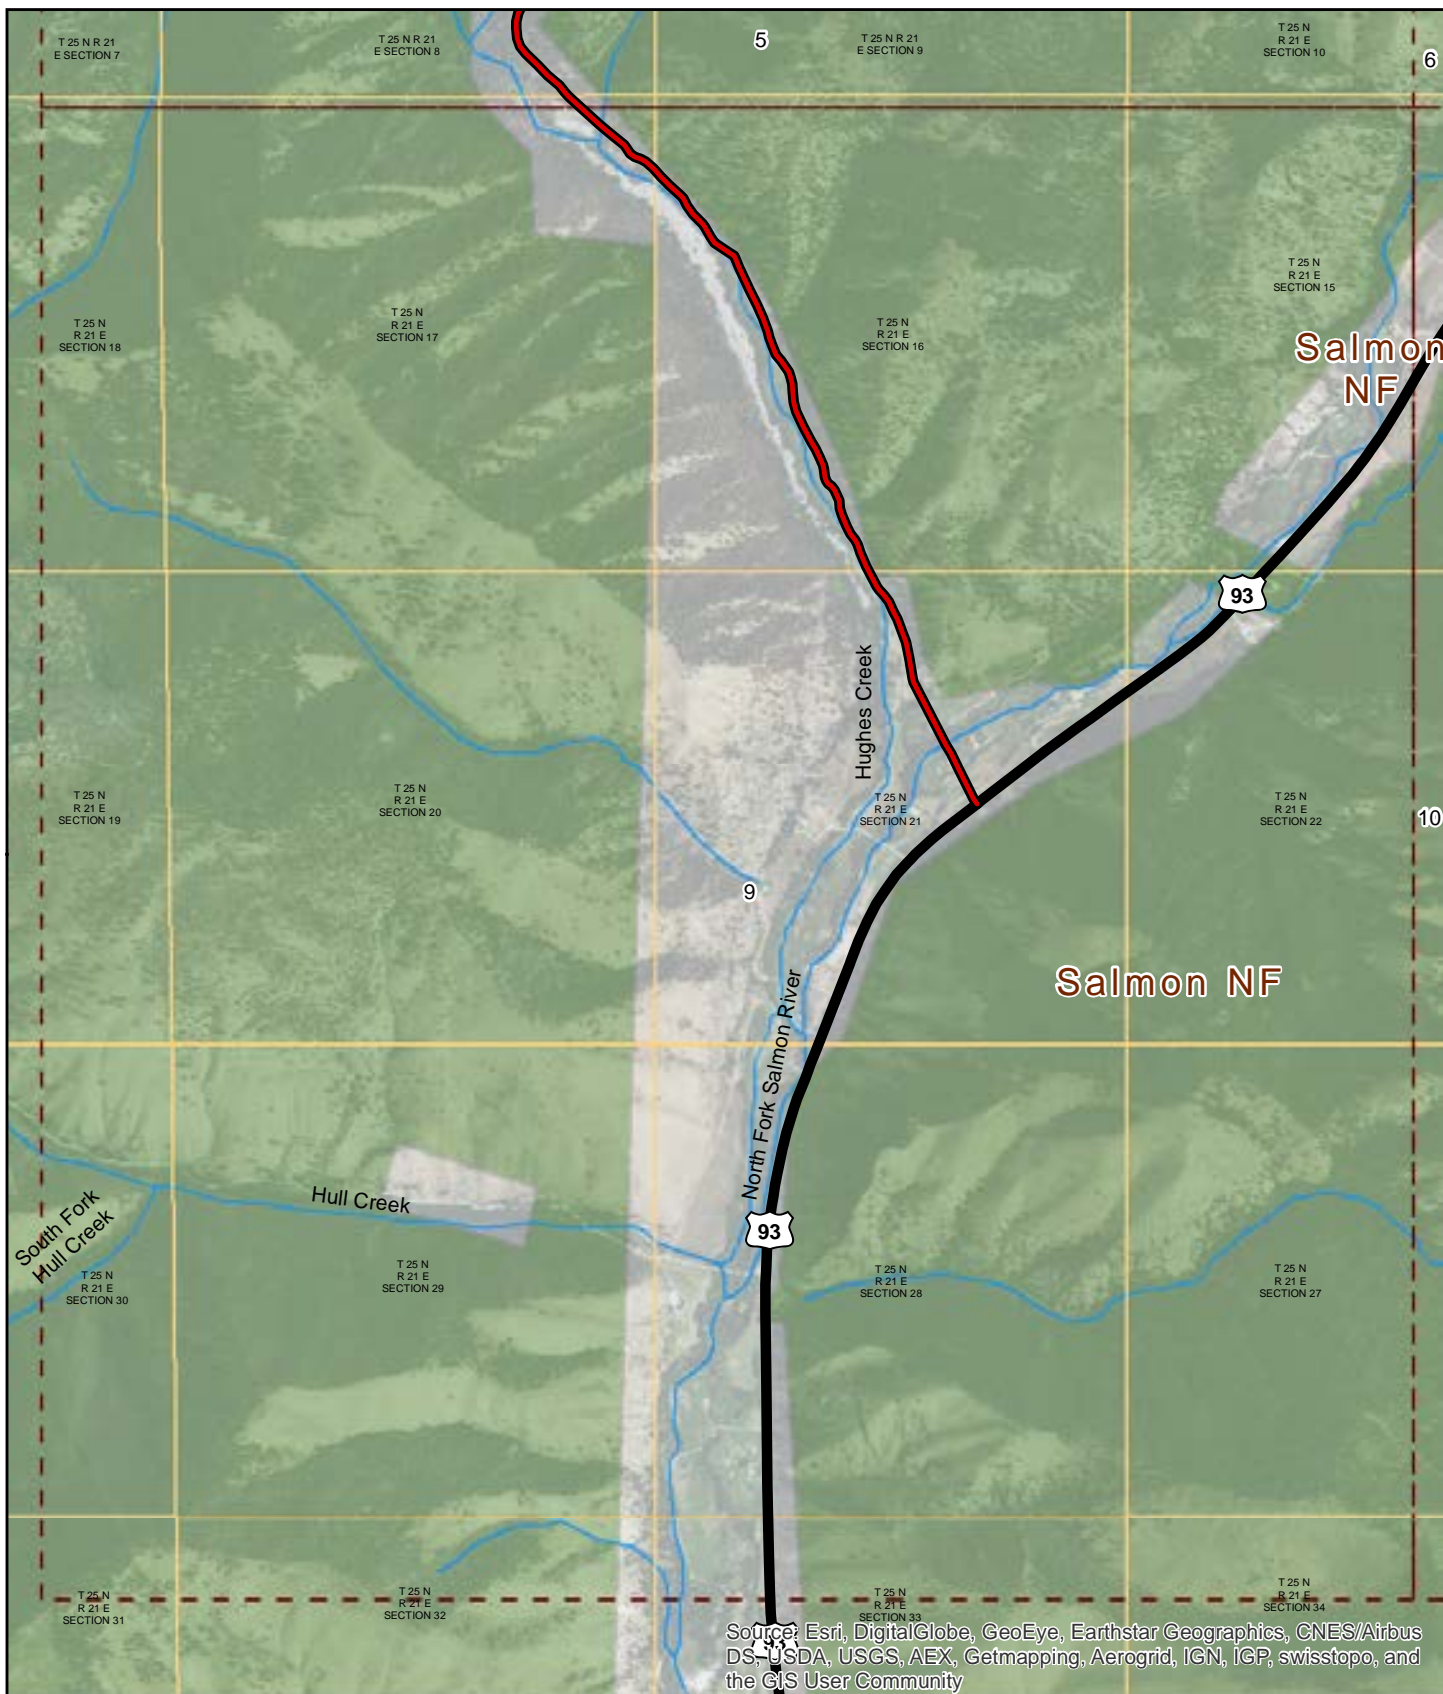 T 25 N R 21
E SECTION 7
T 25 N R 21
E SECTION 8
5
T 25 N R 21
E SECTION 9
T 25 N
R 21 E
SECTION 10
6
T 25 N
R 21 E
SECTION 18
T 25 N
R 21 E
SECTION 17
T 25 N
R 21 E
SECTION 16
T 25 N
R 21 E
SECTION 15
Salmon
NF
93
Hughes Creek
T 25 N
R 21 E
SECTION 19
T 25 N
R 21 E
SECTION 20
T 25 N
R 21 E
SECTION 21
T 25 N
R 21 E
SECTION 22
10
9
Salmon NF
North Fork Salmon River
Hull Creek
South Fork
Hull Creek
93
T 25 N
R 21 E
SECTION 30
T 25 N
R 21 E
SECTION 29
T 25 N
R 21 E
SECTION 28
T 25 N
R 21 E
SECTION 27
T 25 N
R 21 E
SECTION 31
T 25 N
R 21 E
SECTION 32
T 25 N
R 21 E
SECTION 33
T 25 N
R 21 E
SECTION 34
93
Source: Esri, DigitalGlobe, GeoEye, Earthstar Geographics, CNES/Airbus
DS, USDA, USGS, AEX, Getmapping, Aerogrid, IGN, IGP, swisstopo, and
the GIS User Community